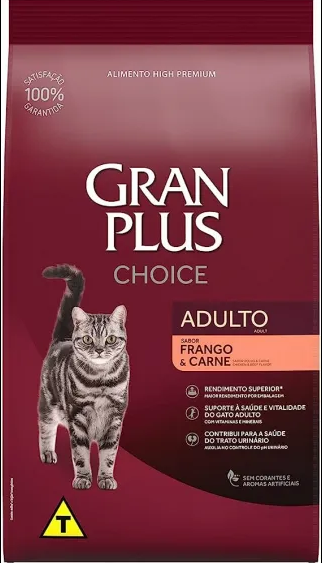 SATISFAÇÃO
100%
GARANTIDA
ALIMENTO HIGH PREMIUM
GRAN
PLUS
CHOICE
ADULTO
ADULT
SABOR
FRANGO
& CARNE
RENDIMENTO SUPERIOR*
MAIOR RENDIMENTO POR EMBALAGEM
SUPORTE À SAÚDE E VITALIDADE
DO GATO ADULTO
COM VITAMINAS E MINERAIS
CONTRIBUI PARA A SAÚDE
DO TRATO URINÁRIO
AUXILIA NO CONTROLE DO pH URINÁRIO
SEM CORANTES E
AROMAS ARTIFICIAIS
T